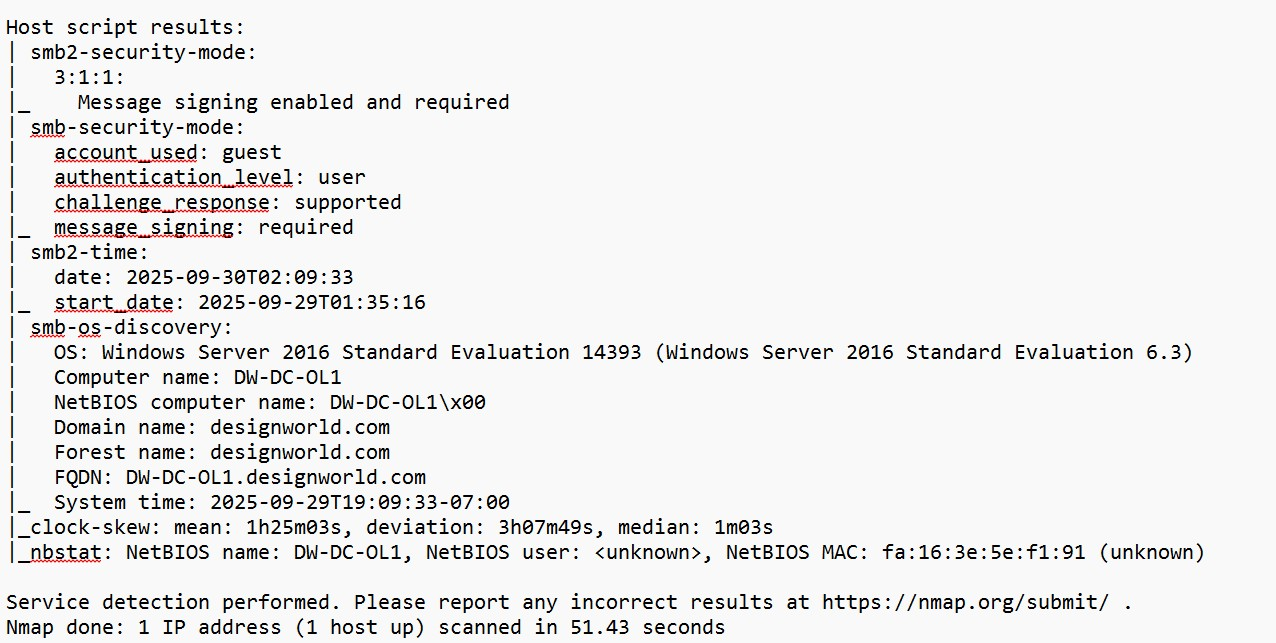 Host script results:
| smb2-security-mode:
|   3:1:1:
|_    Message signing enabled and required
| smb-security-mode:
|   account_used: guest
|   authentication_level: user
|   challenge_response: supported
|_  message_signing: required
| smb2-time:
|   date: 2025-09-30T02:09:33
|_  start_date: 2025-09-29T01:35:16
| smb-os-discovery:
|   OS: Windows Server 2016 Standard Evaluation 14393 (Windows Server 2016 Standard Evaluation 6.3)
|   Computer name: DW-DC-OL1
|   NetBIOS computer name: DW-DC-OL1\x00
|   Domain name: designworld.com
|   Forest name: designworld.com
|   FQDN: DW-DC-OL1.designworld.com
|_  System time: 2025-09-29T19:09:33-07:00
|_clock-skew: mean: 1h25m03s, deviation: 3h07m49s, median: 1m03s
|_nbstat: NetBIOS name: DW-DC-OL1, NetBIOS user: <unknown>, NetBIOS MAC: fa:16:3e:5e:f1:91 (unknown)

Service detection performed. Please report any incorrect results at https://nmap.org/submit/ .
Nmap done: 1 IP address (1 host up) scanned in 51.43 seconds